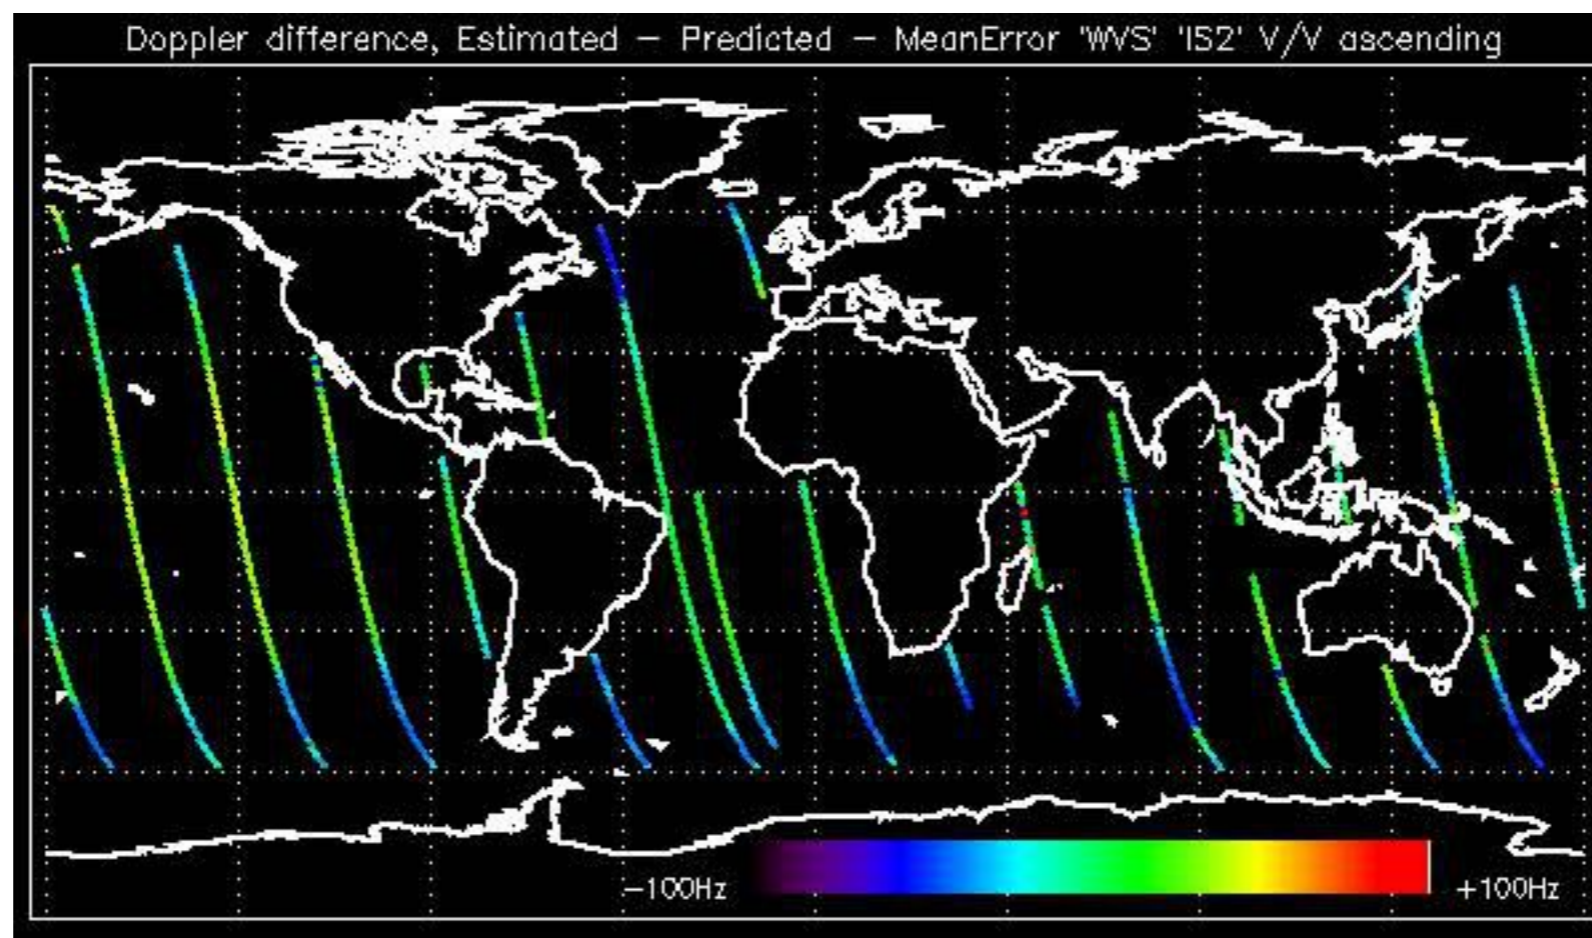 Doppler difference, Estimated – Predicted – MeanError 'WVS' 'IS2' V/V ascending
-100Hz
+100Hz